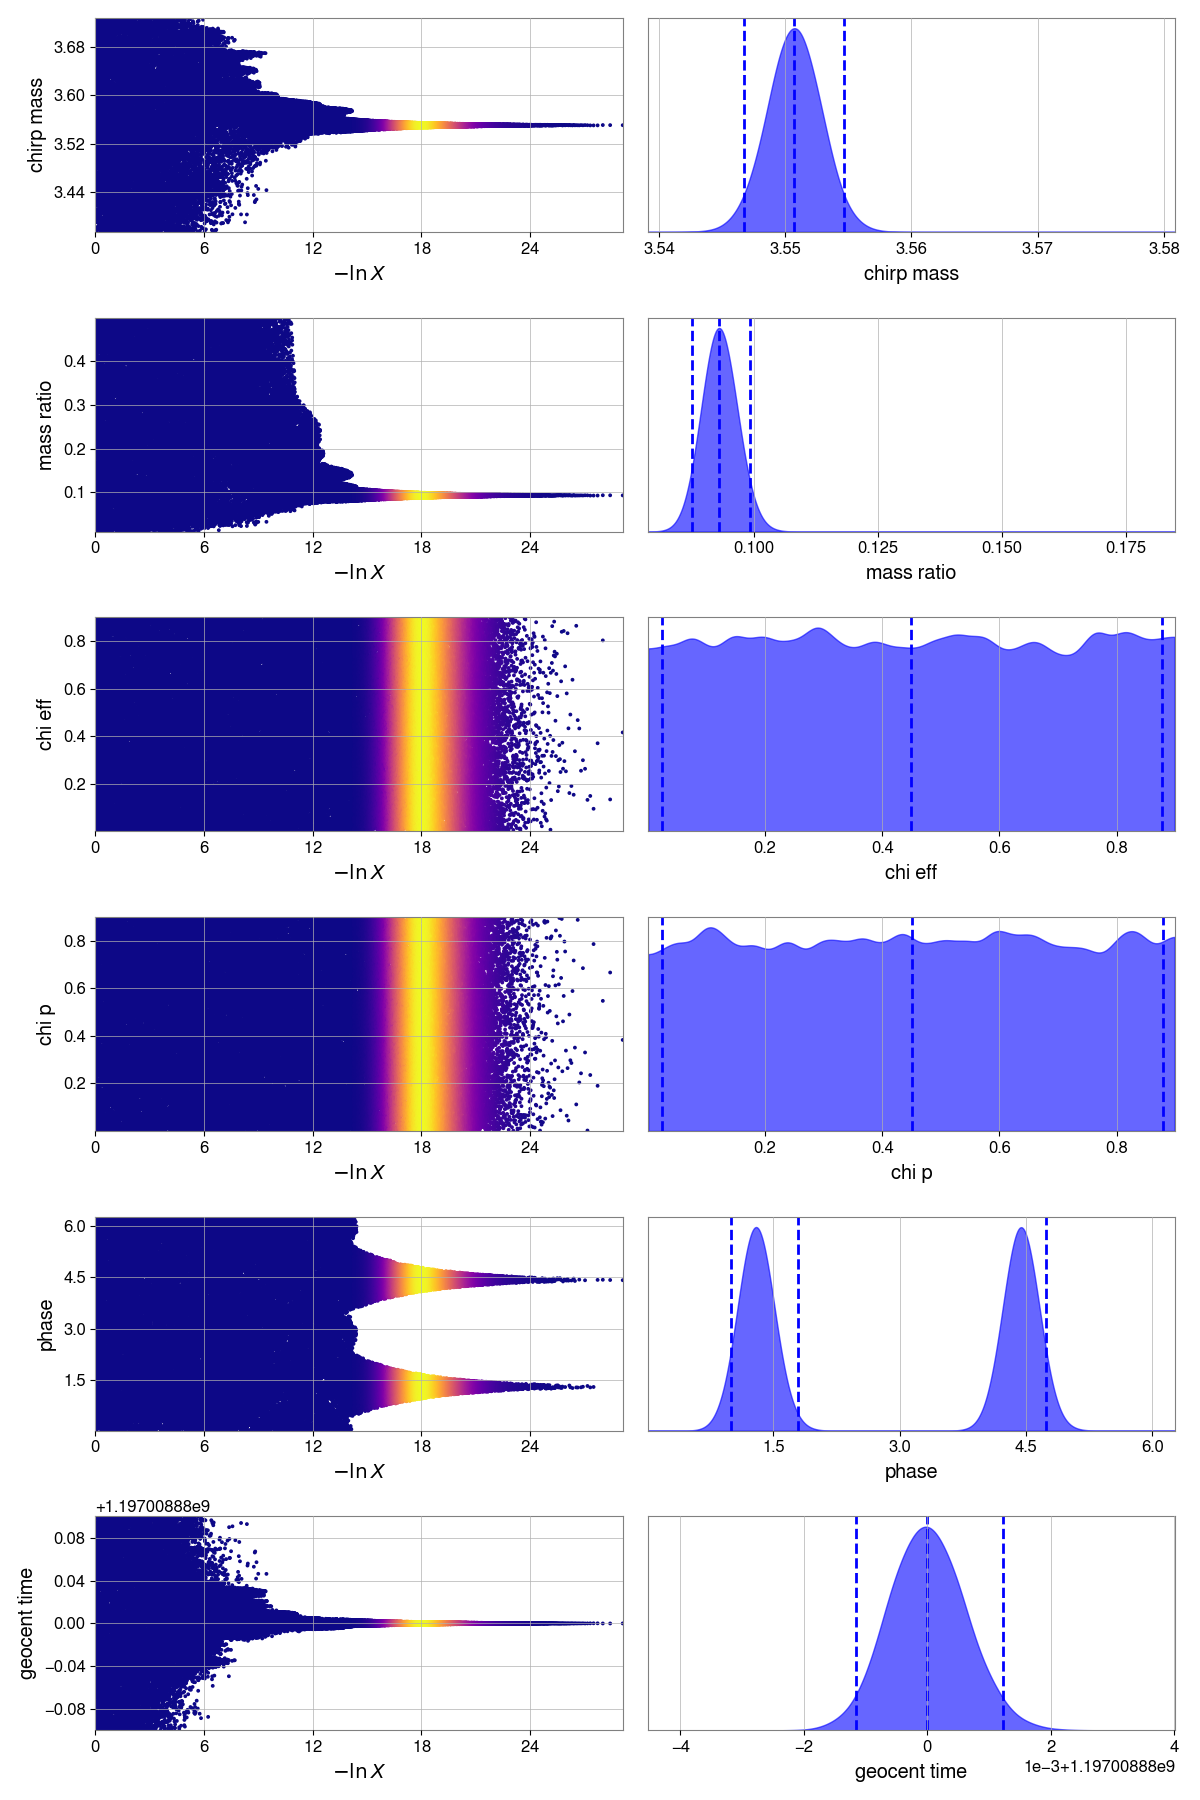 3.68
3.60
3.52
3.44
chirp mass
0 6 12 18 24
−ln X
3.54 3.55 3.56 3.57 3.58
chirp mass
0.4
0.3
0.2
0.1
mass ratio
0 6 12 18 24
−ln X
0.100 0.125 0.150 0.175
mass ratio
0.8
0.6
0.4
0.2
chi eff
0 6 12 18 24
−ln X
0.2 0.4 0.6 0.8
chi eff
0.8
0.6
0.4
0.2
chi p
0 6 12 18 24
−ln X
0.2 0.4 0.6 0.8
chi p
6.0
4.5
3.0
1.5
phase
0 6 12 18 24
−ln X
1.5 3.0 4.5 6.0
phase
+1.19700888e9
0.08
0.04
0.00
−0.04
−0.08
geocent time
0 6 12 18 24
−ln X
−4 −2 0 2 4
1e−3+1.19700888e9
geocent time